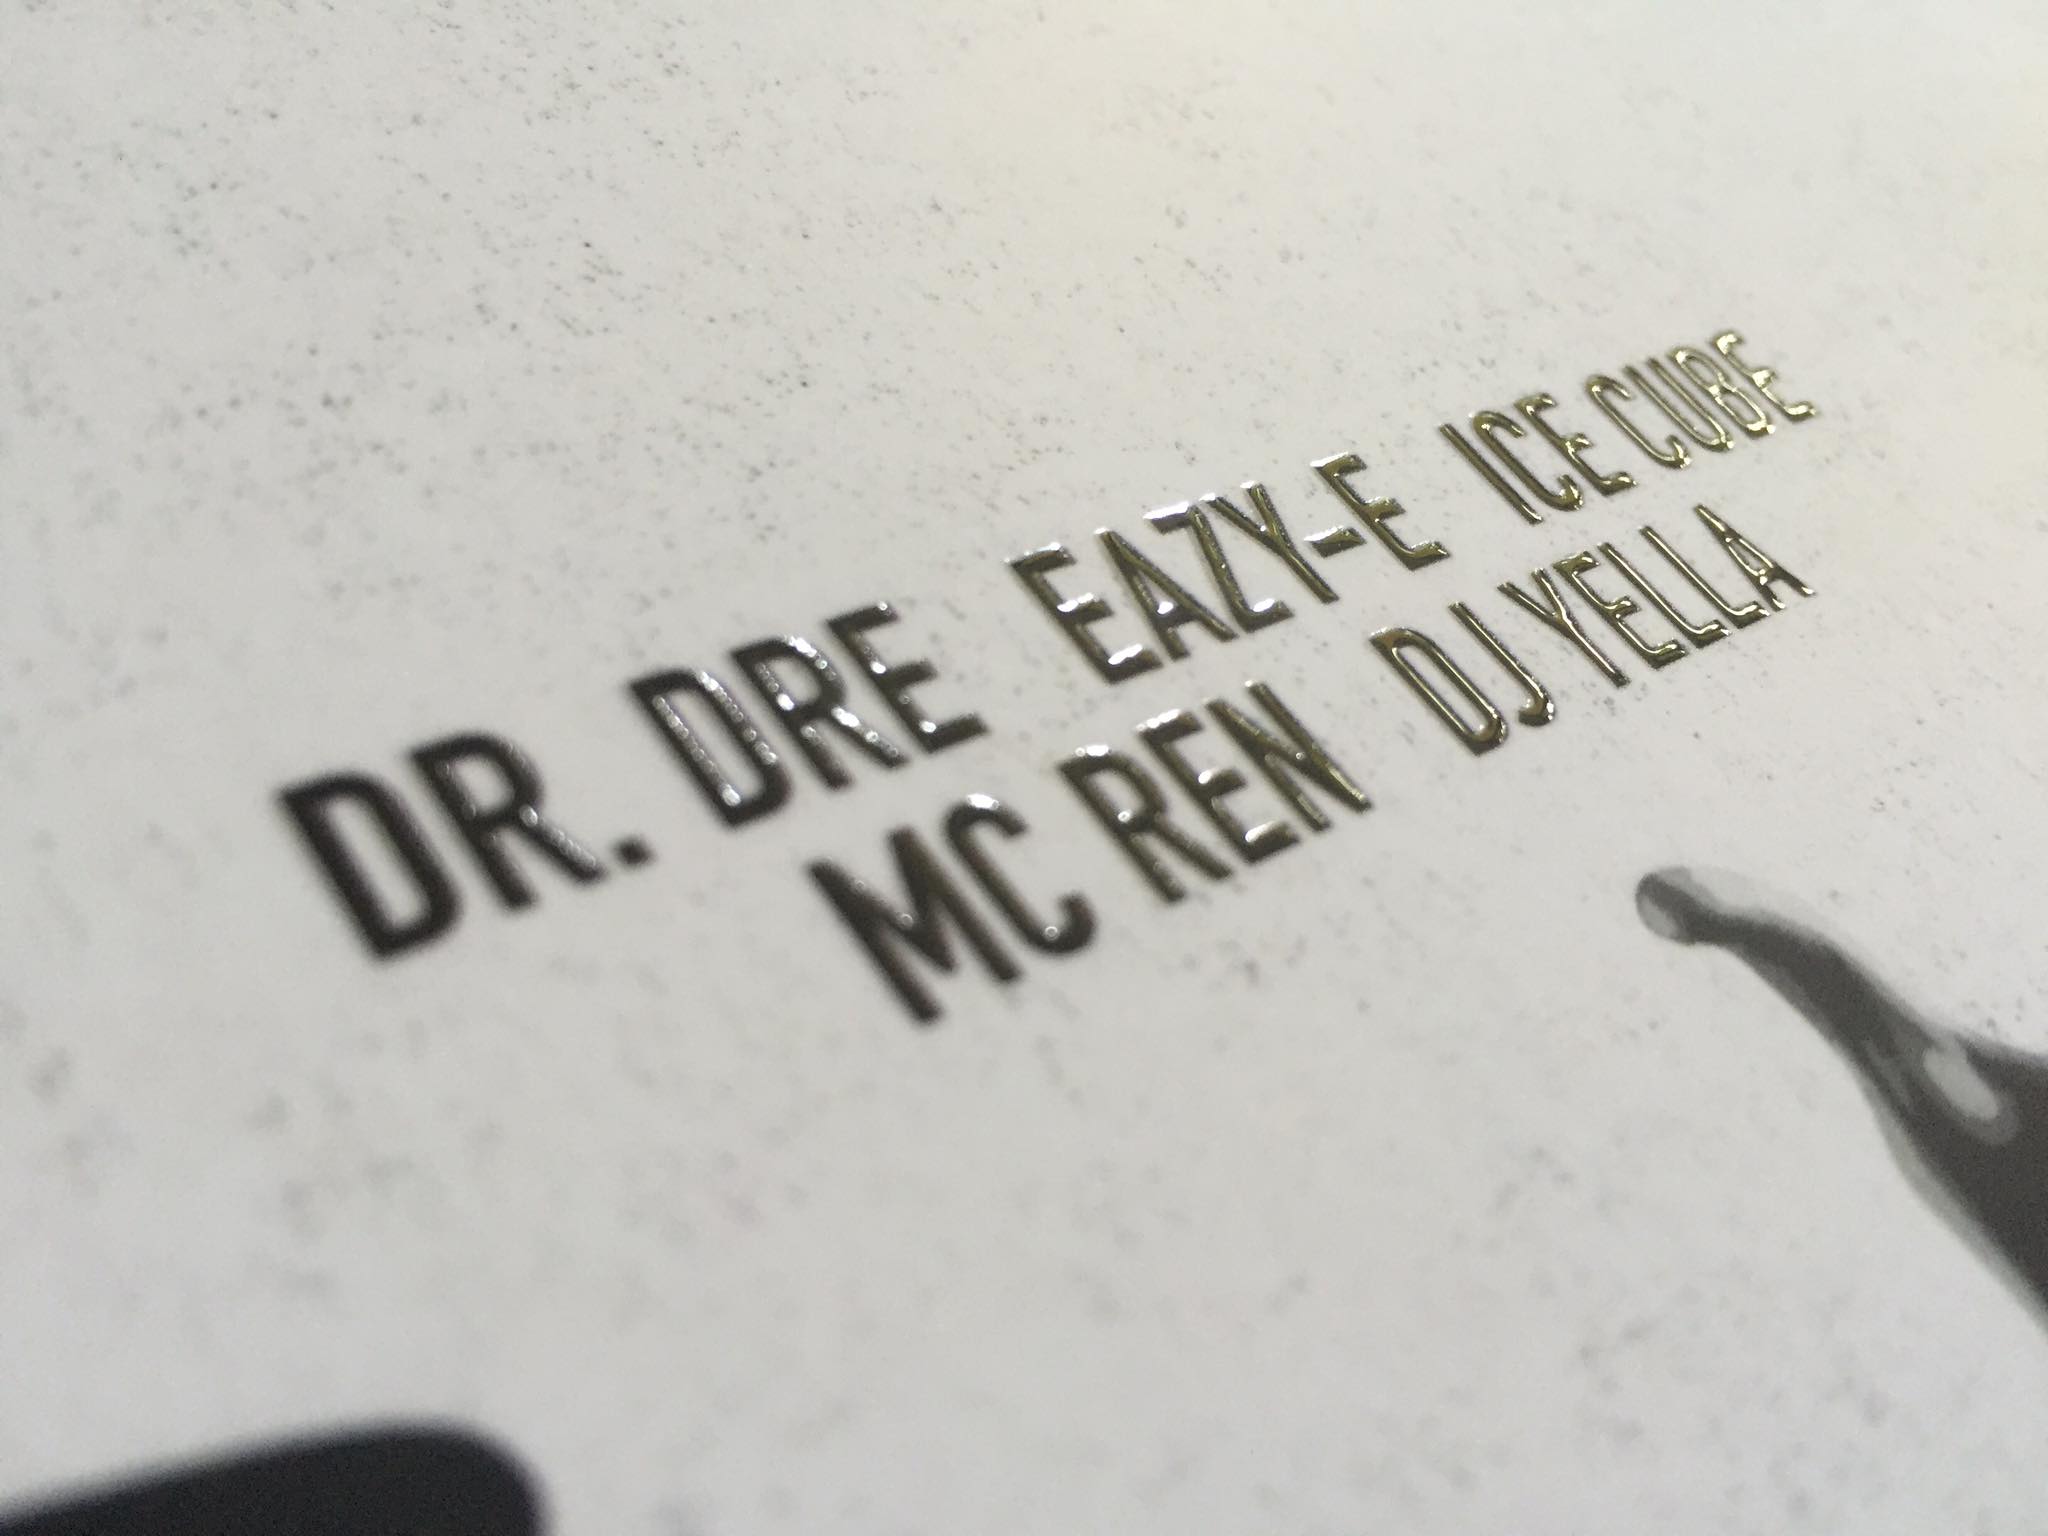 DR. DRE EAZY-E ICE CUBE
MC REN DJ YELLA